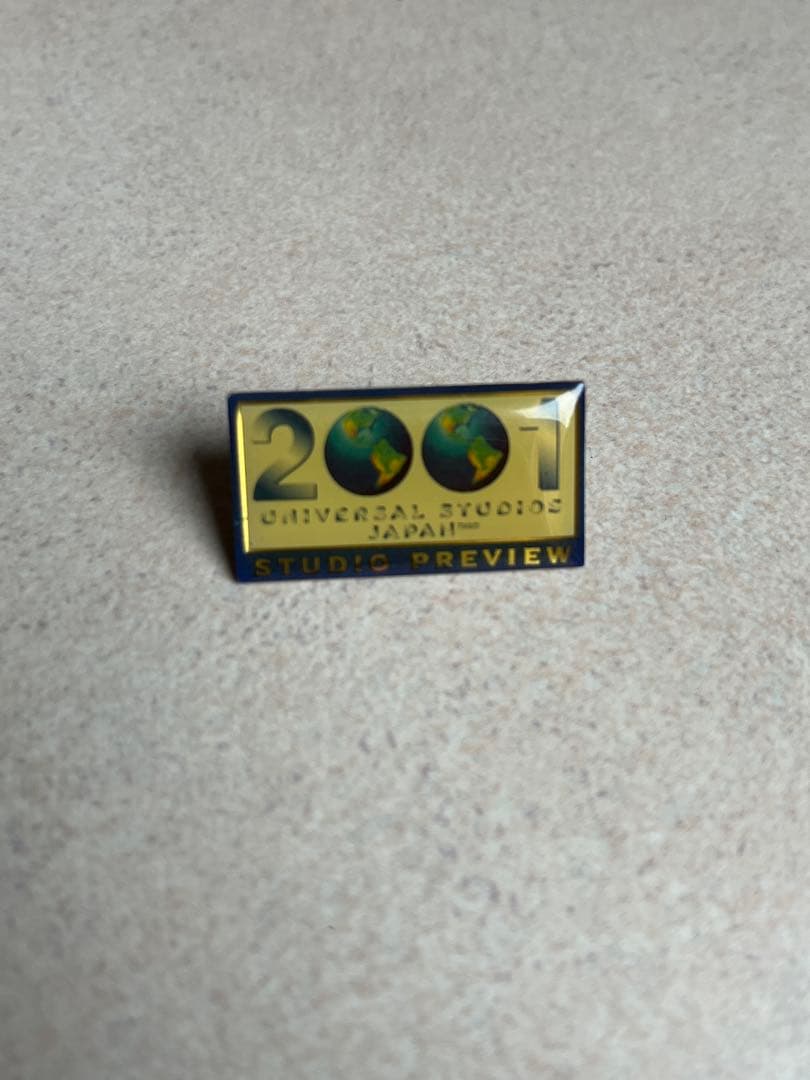 2001
UNIVERSAL STUDIOS
JAPAN
STUDIO PREVIEW